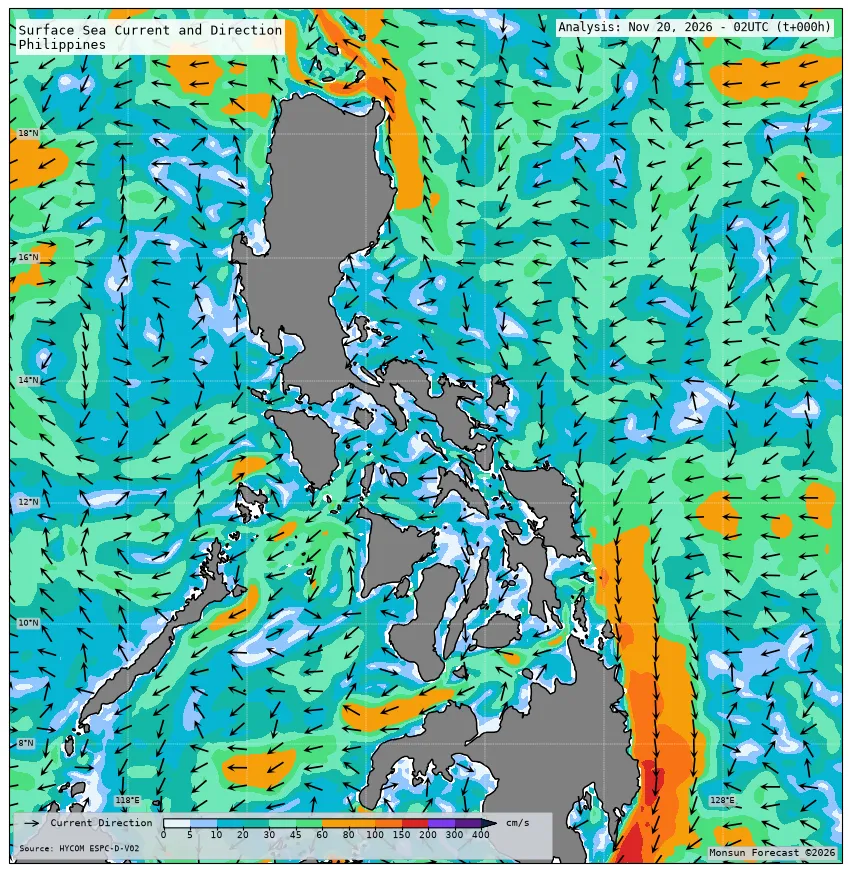 Surface Sea Current and Direction
Philippines
Analysis: Nov 20, 2026 - 02UTC (t+000h)
18°N
16°N
14°N
12°N
10°N
8°N
118°E
128°E
Current Direction
0 5 10 20 30 45 60 80 100 150 200 300 400
cm/s
Source: HYCOM ESPC-D-V02
Monsun Forecast ©2026